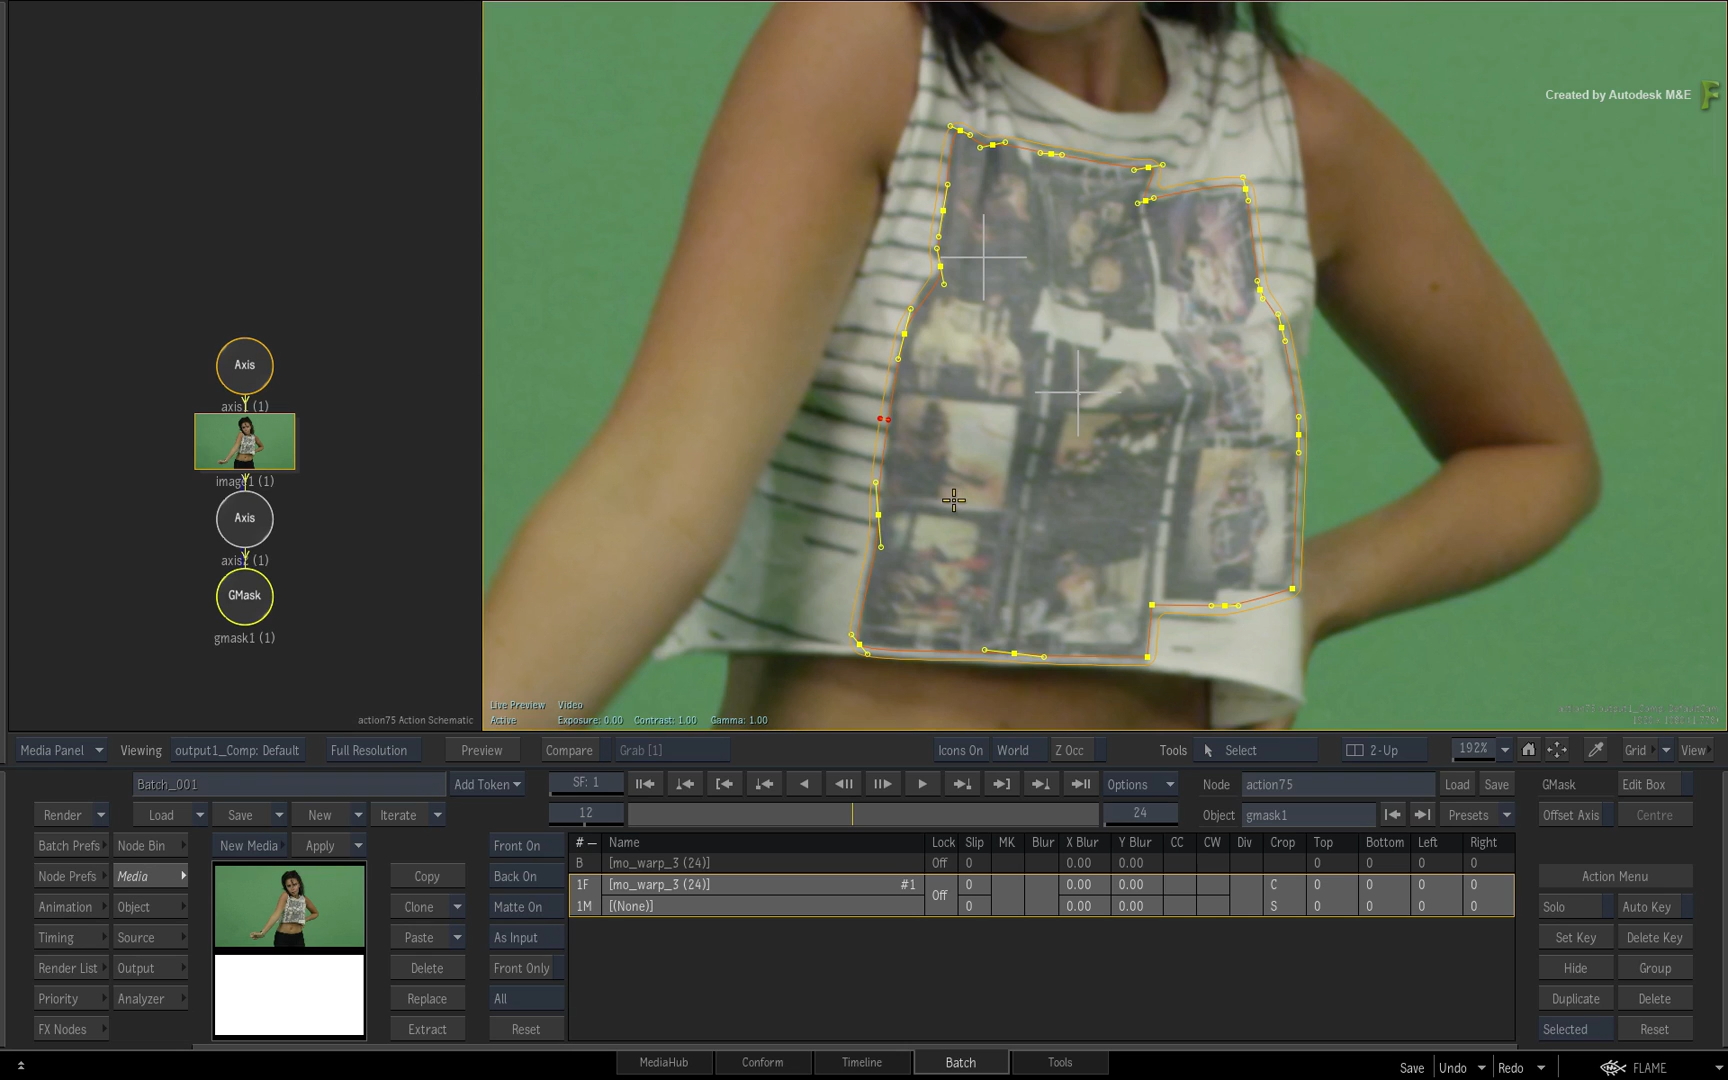 Created by Autodesk M&E
Axis
axis1 (1)
image1 (1)
Axis
axis2 (1)
GMask
gmask1 (1)
action75 Action Schematic
Live Preview Video
Active Exposure: 0.00 Contrast: 1.00 Gamma: 1.00
Media Panel Viewing output1_Comp: Default Full Resolution Preview Compare Grab [1] Icons On World Z Occ Tools Select 2-Up 192% Grid View
Batch_001 Add Token SF: 1 Options Node action75 Load Save GMask Edit Box
Render Load Save New Iterate 12 24 Object gmask1 Presets Offset Axis Centre
Batch Prefs Node Bin New Media Apply Front On # Name Lock Slip MK Blur X Blur Y Blur CC CW Div Crop Top Bottom Left Right
B [mo_warp_3 (24)] Off 0 0.00 0.00 0 0 0 0
Node Prefs Media Copy Back On 1F [mo_warp_3 (24)] #1 Off 0 0.00 0.00 C 0 0 0 0 Action Menu
Animation Object Clone Matte On 1M [(None)] 0 0.00 0.00 S 0 0 0 0 Solo Auto Key
Timing Source Paste As Input Set Key Delete Key
Render List Output Delete Front Only Hide Group
Priority Analyzer Replace All Duplicate Delete
FX Nodes Extract Reset Selected Reset
MediaHub Conform Timeline Batch Tools
Save Undo Redo FLAME